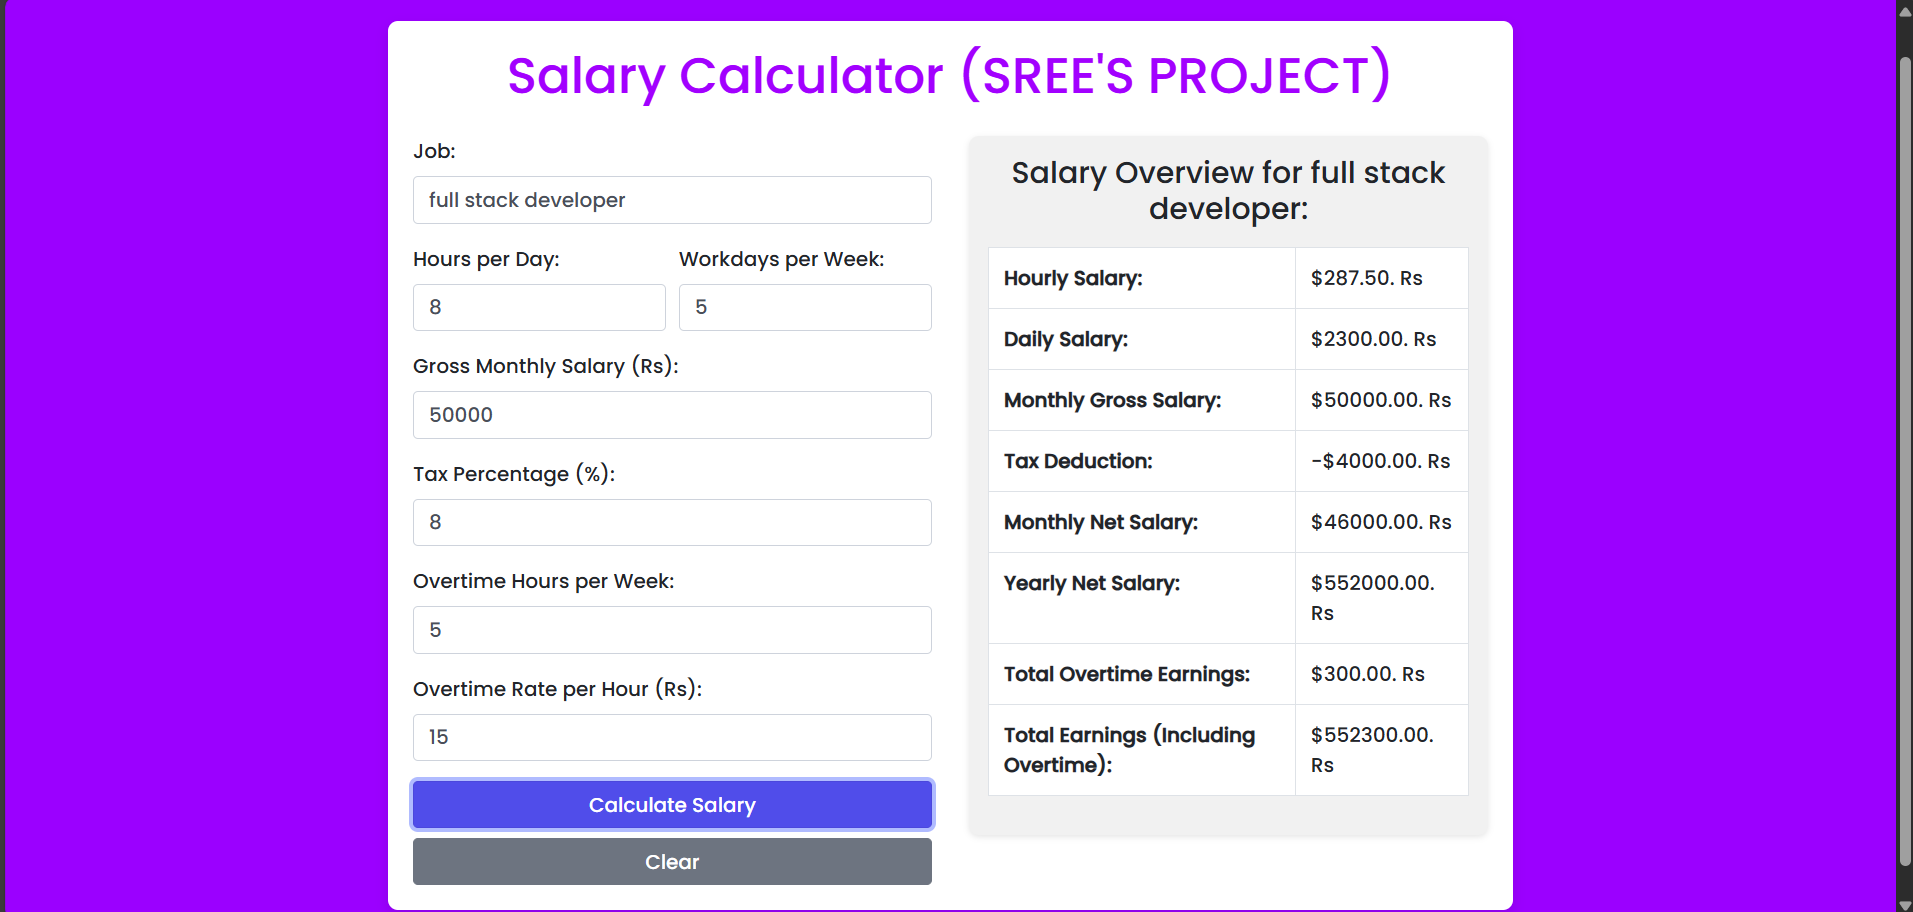 Salary Calculator (SREE'S PROJECT)
Job:
full stack developer
Hours per Day:
Workdays per Week:
8
5
Gross Monthly Salary (Rs):
50000
Tax Percentage (%):
8
Overtime Hours per Week:
5
Overtime Rate per Hour (Rs):
15
Calculate Salary
Clear
Salary Overview for full stack
developer:
Hourly Salary: $287.50. Rs
Daily Salary: $2300.00. Rs
Monthly Gross Salary: $50000.00. Rs
Tax Deduction: -$4000.00. Rs
Monthly Net Salary: $46000.00. Rs
Yearly Net Salary: $552000.00.
Rs
Total Overtime Earnings: $300.00. Rs
Total Earnings (Including $552300.00.
Overtime): Rs